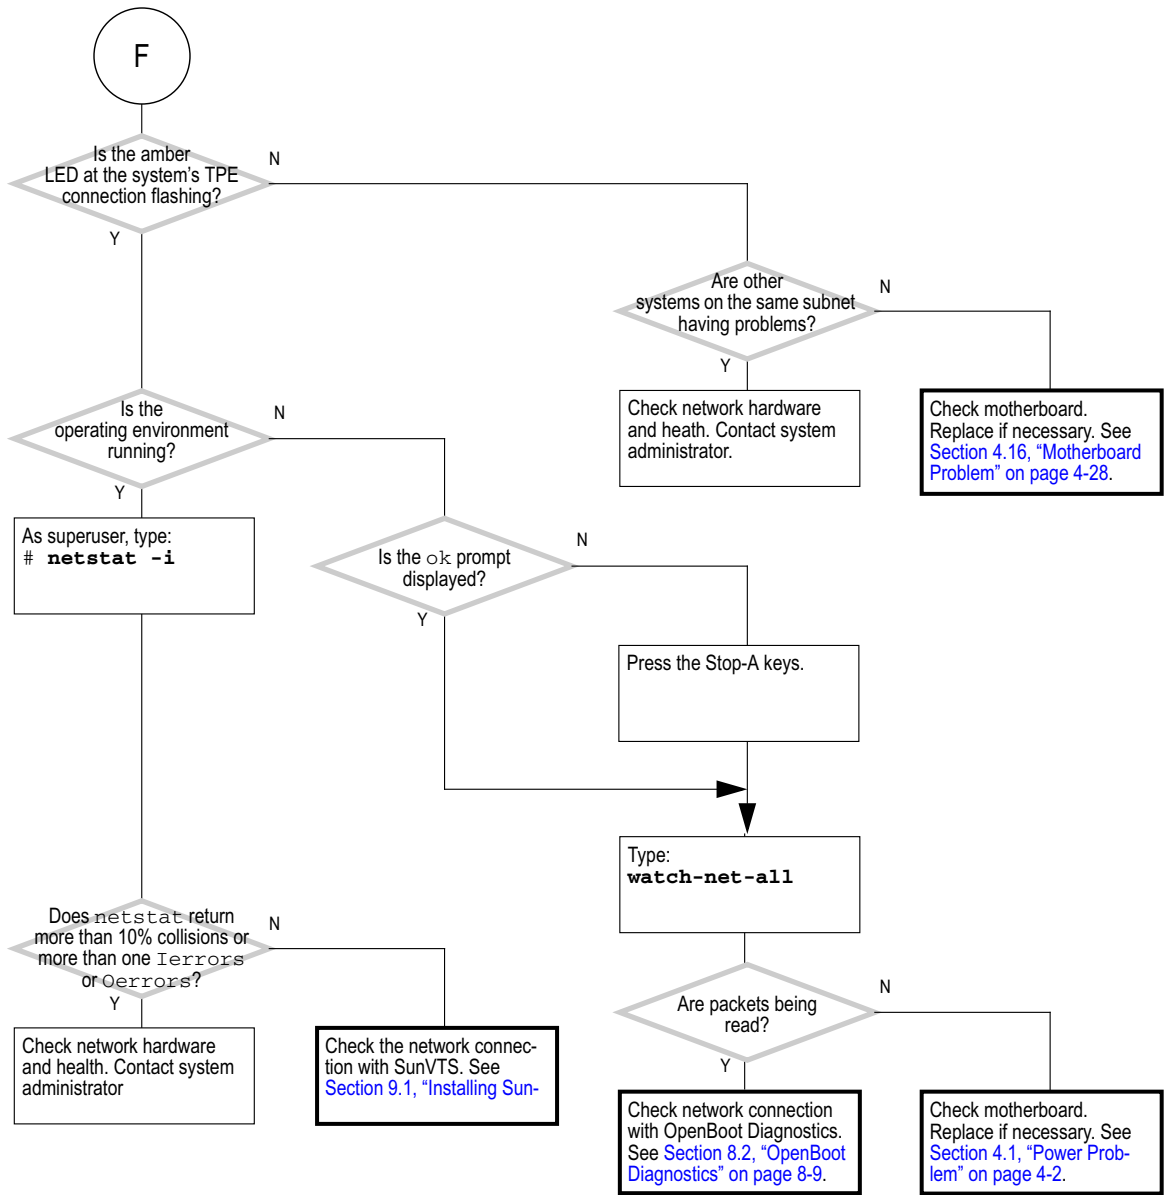 F
Is the amber
LED at the system's TPE
connection flashing?
N
Y
Are other
systems on the same subnet
having problems?
N
Y
Check network hardware
and heath. Contact system
administrator.
Check motherboard.
Replace if necessary. See
Section 4.16, “Motherboard
Problem” on page 4-28.
Is the
operating environment
running?
N
Y
As superuser, type:
# netstat -i
Is the ok prompt
displayed?
N
Y
Press the Stop-A keys.
Type:
watch-net-all
Does netstat return
more than 10% collisions or
more than one Ierrors
or Oerrors?
N
Y
Check network hardware
and health. Contact system
administrator
Check the network connec-
tion with SunVTS. See
Section 9.1, “Installing Sun-
Are packets being
read?
N
Y
Check network connection
with OpenBoot Diagnostics.
See Section 8.2, “OpenBoot
Diagnostics” on page 8-9.
Check motherboard.
Replace if necessary. See
Section 4.1, “Power Prob-
lem” on page 4-2.